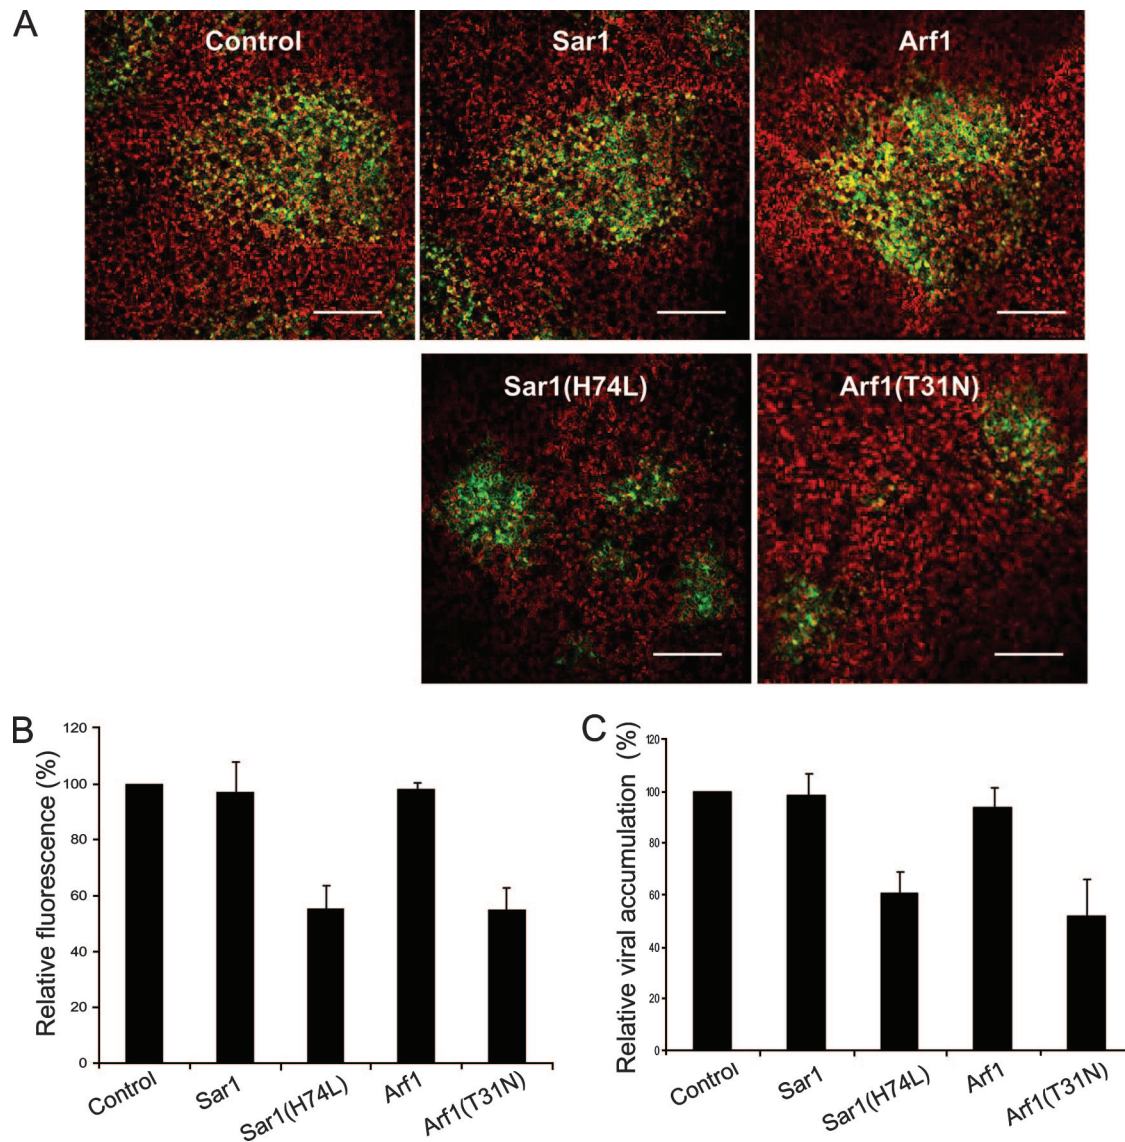 A
Control
Sar1
Arf1
Sar1(H74L)
Arf1(T31N)
B
Relative fluorescence (%)
120
100
80
60
40
20
0
Control
Sar1
Sar1(H74L)
Arf1
Arf1(T31N)
C
Relative viral accumulation (%)
120
100
80
60
40
20
0
Control
Sar1
Sar1(H74L)
Arf1
Arf1(T31N)